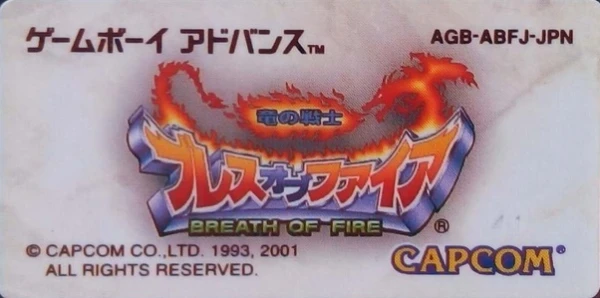 ゲームボーイ アドバンス™
AGB-ABFJ-JPN
竜の戦士
ブレス オブ ファイア
BREATH OF FIRE®
© CAPCOM CO.,LTD. 1993, 2001
ALL RIGHTS RESERVED.
CAPCOM®